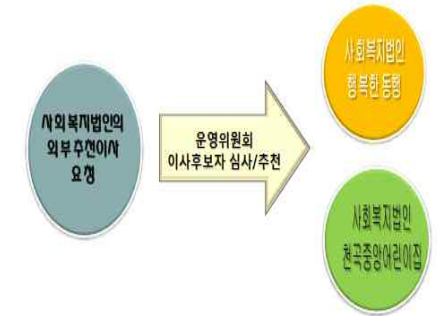 사회복지법인의
외부추천이사
요청
운영위원회
이사후보자 심사/추천
사회복지법인
행복한 동행
사회복지법인
천곡중앙어린이집